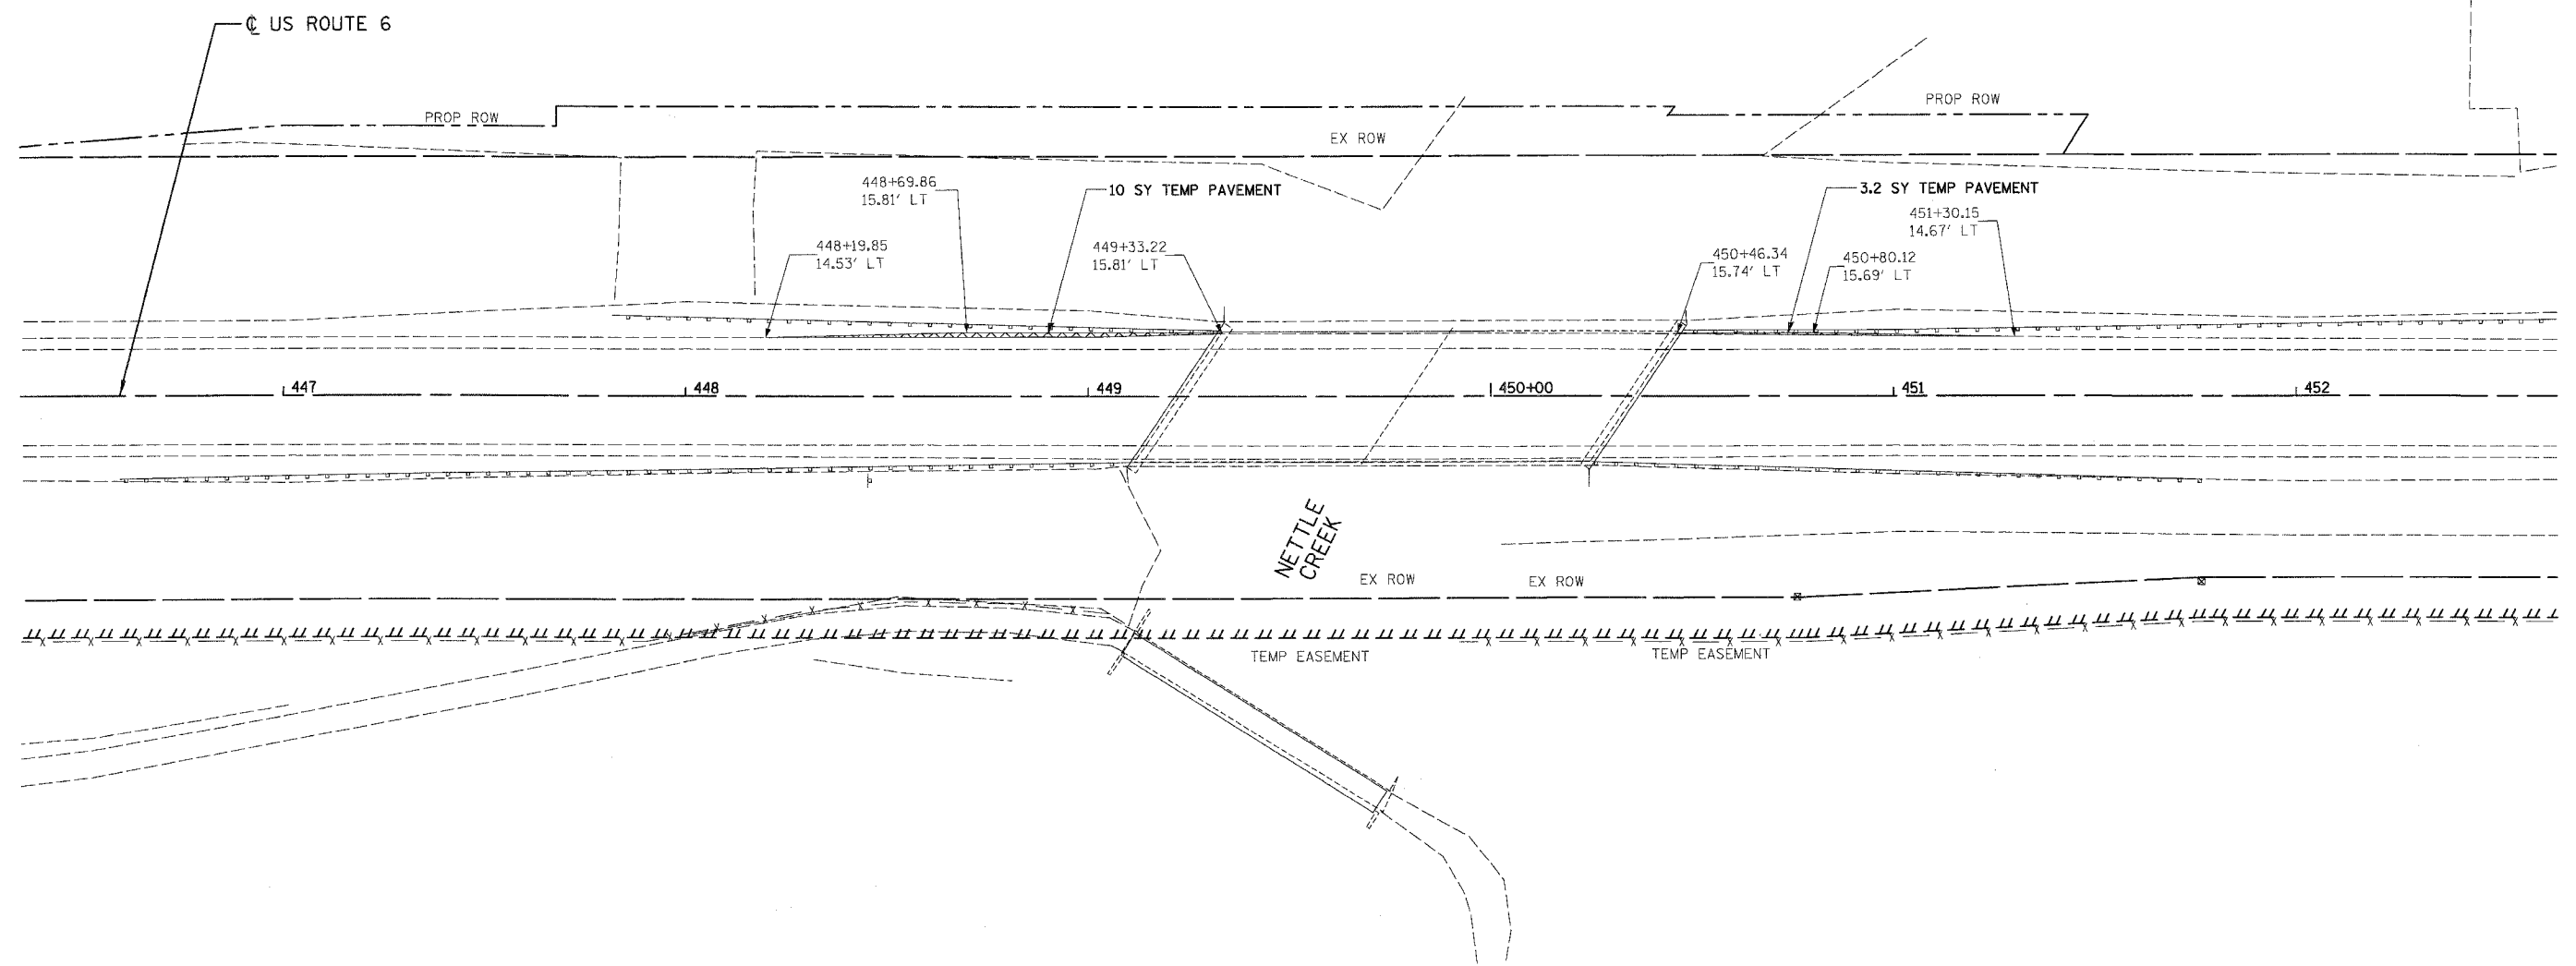 ℄ US ROUTE 6
PROP ROW
PROP ROW
EX ROW
448+69.86
15.81' LT
10 SY TEMP PAVEMENT
3.2 SY TEMP PAVEMENT
451+30.15
14.67' LT
448+19.85
14.53' LT
449+33.22
15.81' LT
450+46.34
15.74' LT
450+80.12
15.69' LT
447
448
449
450+00
451
452
NETTLE
CREEK
EX ROW
EX ROW
TEMP EASEMENT
TEMP EASEMENT